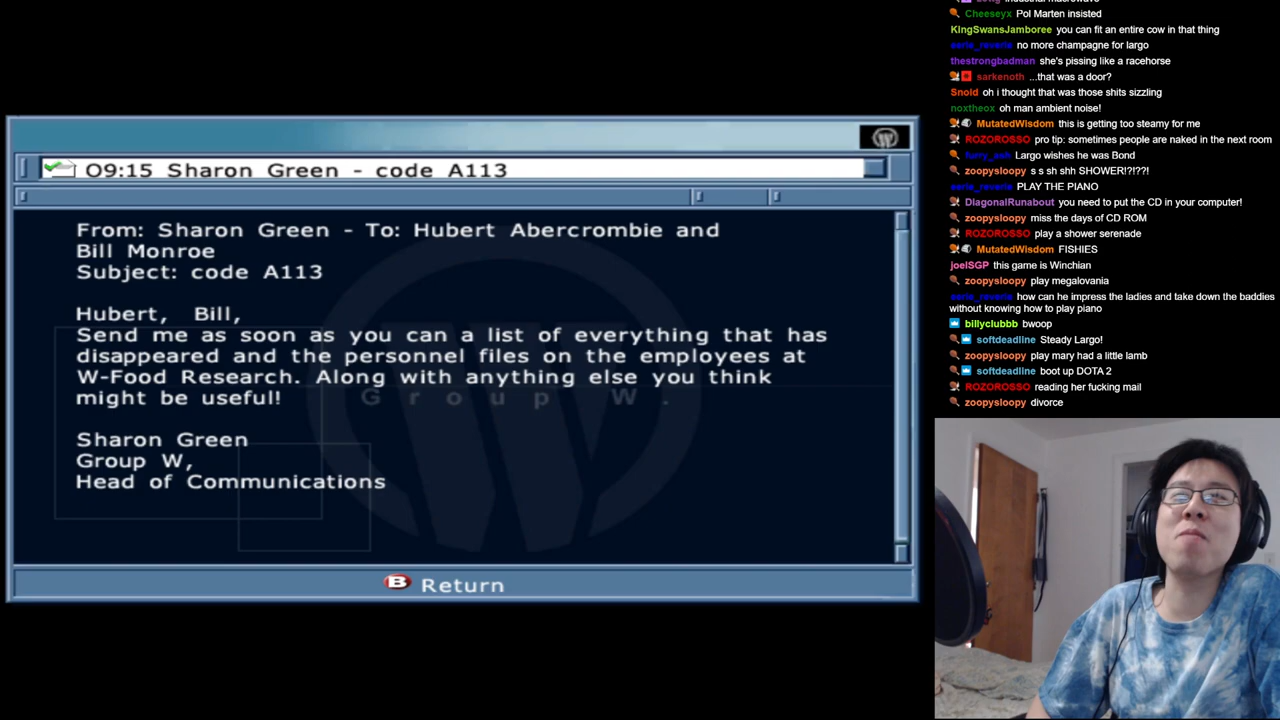 O9:15 Sharon Green - code A113
From: Sharon Green - To: Hubert Abercrombie and
Bill Monroe
Subject: code A113
Hubert, Bill,
Send me as soon as you can a list of everything that has
disappeared and the personnel files on the employees at
W-Food Research. Along with anything else you think
might be useful!
Group W.
Sharon Green
Group W,
Head of Communications
B Return
Cheeseyx Pol Marten insisted
KIngSwansJamboree you can fit an entire cow in that thing
no more champagne for largo
thestrongbadman she's pissing like a racehorse
sarkenoth ...that was a door?
Snold oh i thought that was those shits sizzling
noxtheox oh man ambient noise!
MutatedWisdom this is getting too steamy for me
ROZOROSSO pro tip: sometimes people are naked in the next room
Largo wishes he was Bond
zoopysloopy s s sh shh SHOWER!?!??!
PLAY THE PIANO
DiagonalRunabout you need to put the CD in your computer!
zoopysloopy miss the days of CD ROM
ROZOROSSO play a shower serenade
MutatedWisdom FISHIES
joelSGP this game is Winchian
zoopysloopy play megalovania
how can he impress the ladies and take down the baddies
without knowing how to play piano
billyclubbb bwoop
softdeadline Steady Largo!
zoopysloopy play mary had a little lamb
softdeadline boot up DOTA 2
ROZOROSSO reading her fucking mail
zoopysloopy divorce